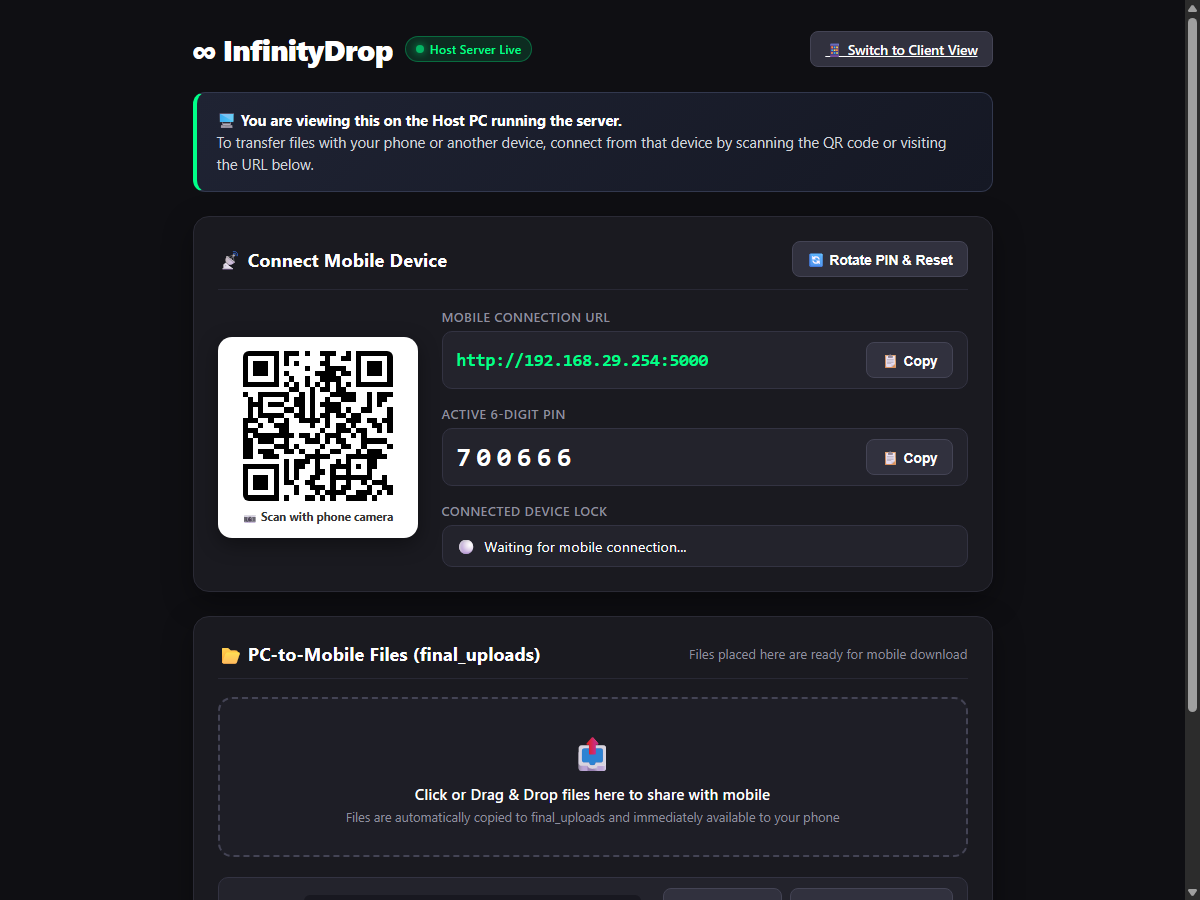 ∞ InfinityDrop
Host Server Live
Switch to Client View
You are viewing this on the Host PC running the server.
To transfer files with your phone or another device, connect from that device by scanning the QR code or visiting
the URL below.
Connect Mobile Device
Rotate PIN & Reset
MOBILE CONNECTION URL
http://192.168.29.254:5000
Copy
ACTIVE 6-DIGIT PIN
700666
Copy
Scan with phone camera
CONNECTED DEVICE LOCK
Waiting for mobile connection...
PC-to-Mobile Files (final_uploads)
Files placed here are ready for mobile download
Click or Drag & Drop files here to share with mobile
Files are automatically copied to final_uploads and immediately available to your phone